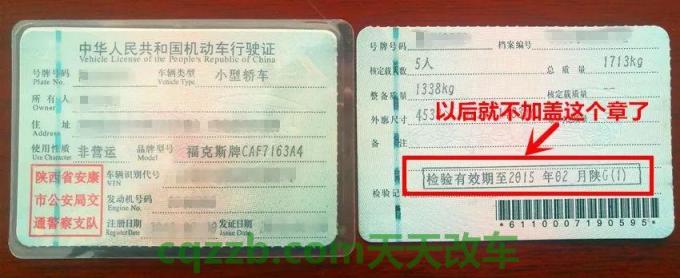 中华人民共和国机动车行驶证
Vehicle License of the People's Republic of China
号牌号码
Plate No.
车辆类型
Vehicle Type
小型轿车
所有人
Owner
住址
Address
使用性质
Use Character
非营运
品牌型号
Model
福克斯牌CAF7163A4
陕西省安康
市公安局交
通警察支队
车辆识别代号
VIN
发动机号码
Engine No.
注册日期
Register Date
发证日期
Issue Date
号牌号码
档案编号
核定载人数
5人
总质量
1713kg
整备质量
1338kg
核定载质量
外廓尺寸
453
以后就不加盖这个章了
备注
检验有效期至2015 年02 月陕G(1)
检验记
*6110007190595*
cqzzb.com天天改车